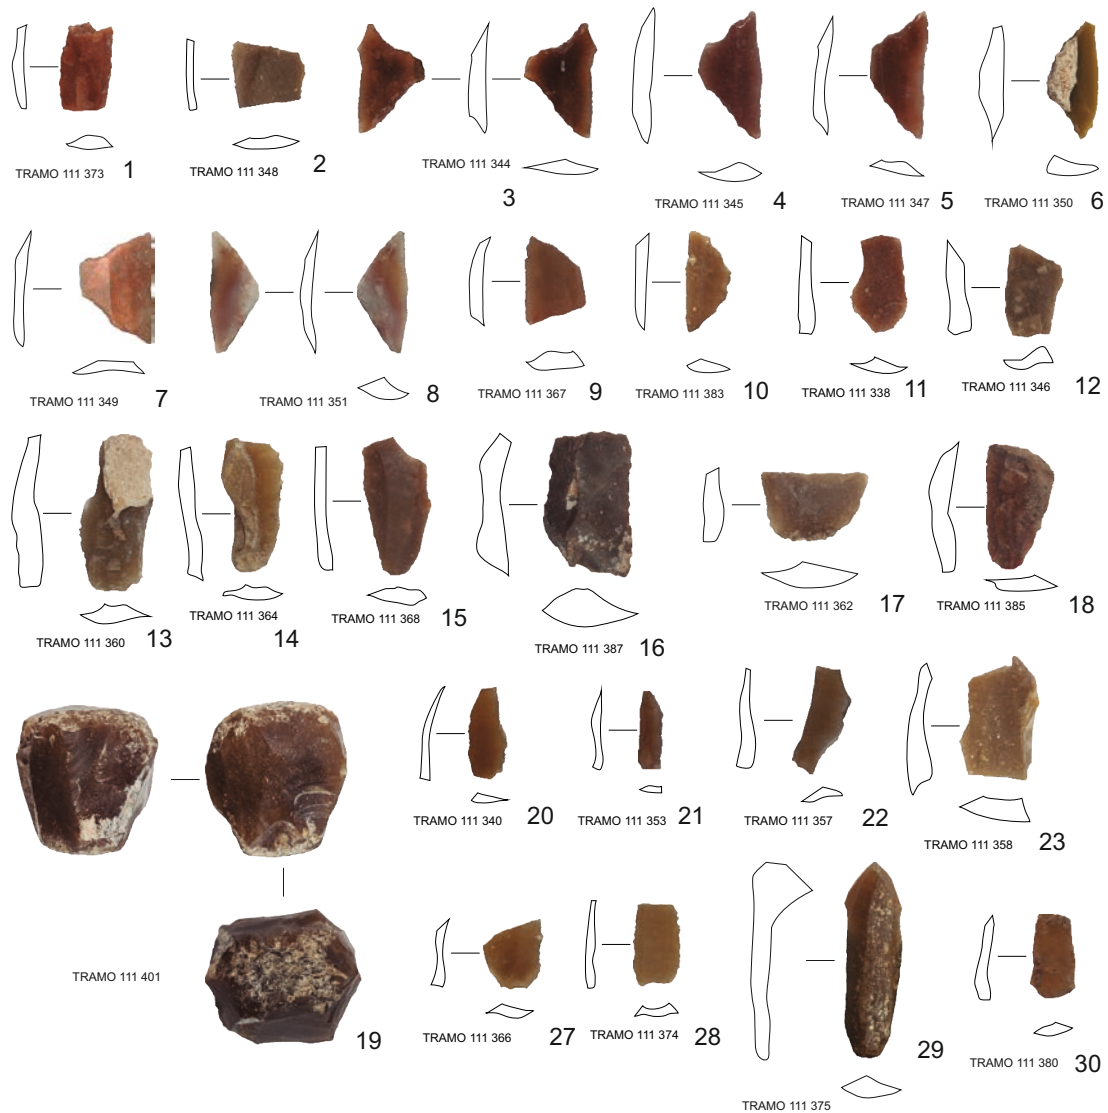 TRAMO 111 373 1
TRAMO 111 348 2
TRAMO 111 344 3
TRAMO 111 345 4
TRAMO 111 347 5
TRAMO 111 350 6
TRAMO 111 349 7
TRAMO 111 351 8
TRAMO 111 367 9
TRAMO 111 383 10
TRAMO 111 338 11
TRAMO 111 346 12
TRAMO 111 360 13
TRAMO 111 364 14
TRAMO 111 368 15
TRAMO 111 387 16
TRAMO 111 362 17
TRAMO 111 385 18
TRAMO 111 401 19
TRAMO 111 340 20
TRAMO 111 353 21
TRAMO 111 357 22
TRAMO 111 358 23
TRAMO 111 366 27
TRAMO 111 374 28
TRAMO 111 375 29
TRAMO 111 380 30